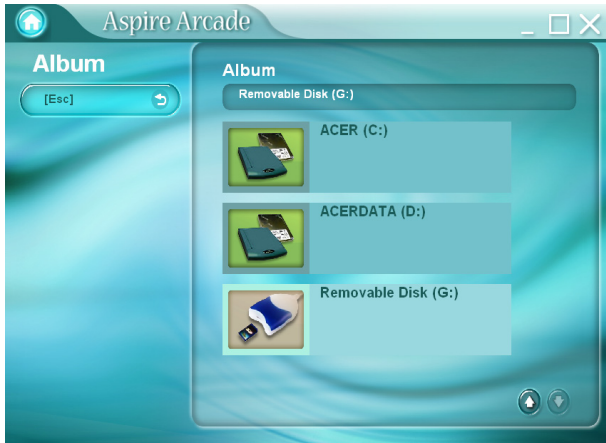 Aspire Arcade
Album
[Esc]
Album
Removable Disk (G:)
ACER (C:)
ACERDATA (D:)
Removable Disk (G:)